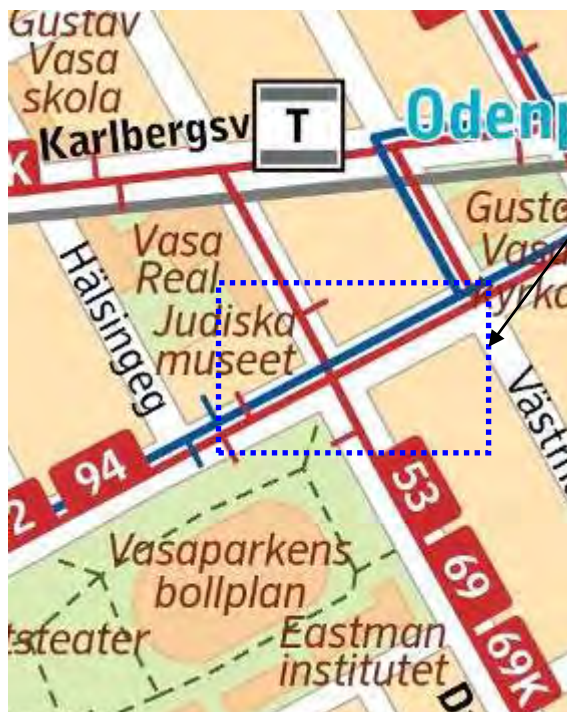 Gustav
Vasa
skola
Karlbergsv
T
Odenp
K
Gusta
Vasa
kyrka
Vasa
Real
Judiska
museet
Hälsingeg
Västm
94
2
53
69
69K
Vasaparkens
bollplan
tsteater
Eastman
institutet
Da